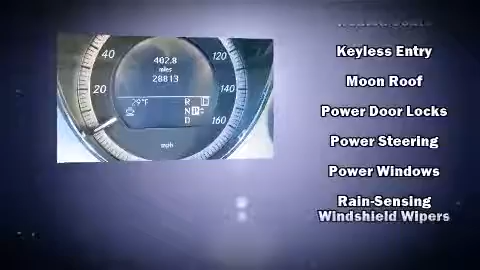 40
402.8
miles
28813
120
20
29°F
R
N
D
140
160
mph
Keyless Entry
Moon Roof
Power Door Locks
Power Steering
Power Windows
Rain-Sensing
Windshield Wipers